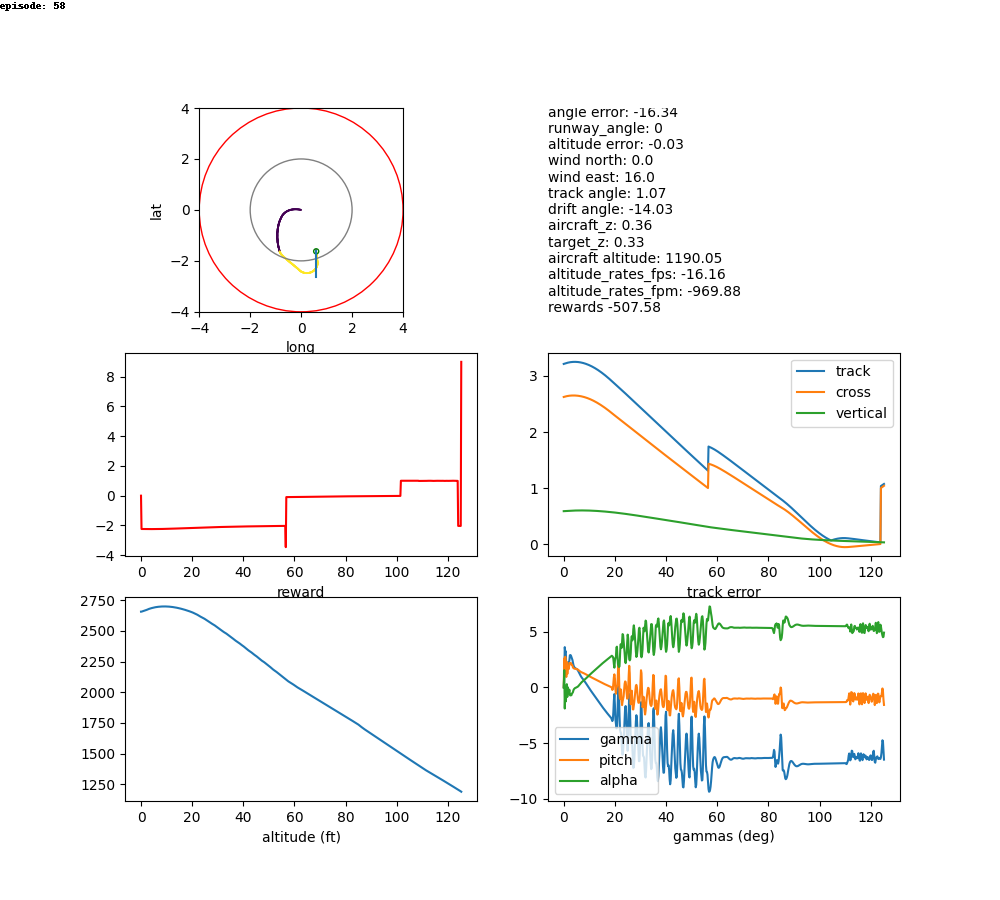 episode: 58
4
2
0
−2
−4
lat
−4 −2 0 2 4
long
angle error: -16.34
runway_angle: 0
altitude error: -0.03
wind north: 0.0
wind east: 16.0
track angle: 1.07
drift angle: -14.03
aircraft_z: 0.36
target_z: 0.33
aircraft altitude: 1190.05
altitude_rates_fps: -16.16
altitude_rates_fpm: -969.88
rewards -507.58
8
6
4
2
0
−2
−4
0 20 40 60 80 100 120
reward
3
2
1
0
track
cross
vertical
0 20 40 60 80 100 120
track error
2750
2500
2250
2000
1750
1500
1250
0 20 40 60 80 100 120
altitude (ft)
5
0
−5
−10
gamma
pitch
alpha
0 20 40 60 80 100 120
gammas (deg)